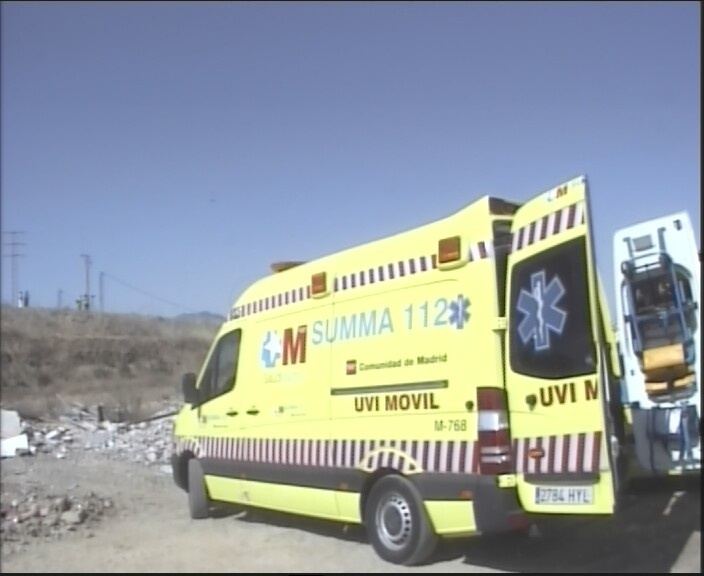 M
SUMMA 112
Comunidad de Madrid
UVI MOVIL
M-768
M
UVI M
2784 HYL